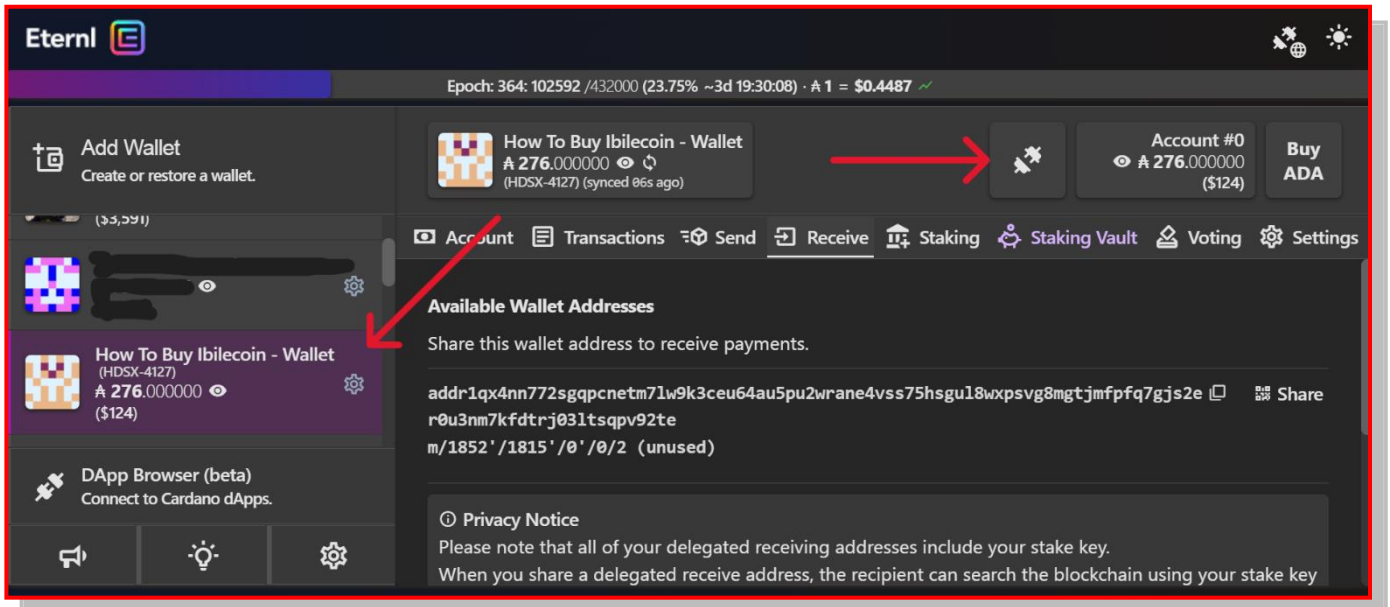 Eternl
Epoch: 364: 102592 /432000 (23.75% ~3d 19:30:08) · ₳ 1 = $0.4487
Add Wallet
Create or restore a wallet.
($3,591)
How To Buy Ibilecoin - Wallet
(HDSX-4127)
₳ 276.000000
($124)
DApp Browser (beta)
Connect to Cardano dApps.
How To Buy Ibilecoin - Wallet
₳ 276.000000
(HDSX-4127) (synced 06s ago)
Account #0
₳ 276.000000
($124)
Buy
ADA
Account Transactions Send Receive Staking Staking Vault Voting Settings
Available Wallet Addresses
Share this wallet address to receive payments.
addr1qx4nn772sgqpcnetm7lw9k3ceu64au5pu2wrane4vss75hsgul8wxpsvg8mgtjmfpfq7gjs2e Share
r0u3nm7kfdtrj03ltsqpv92te
m/1852'/1815'/0'/0/2 (unused)
Privacy Notice
Please note that all of your delegated receiving addresses include your stake key.
When you share a delegated receive address, the recipient can search the blockchain using your stake key